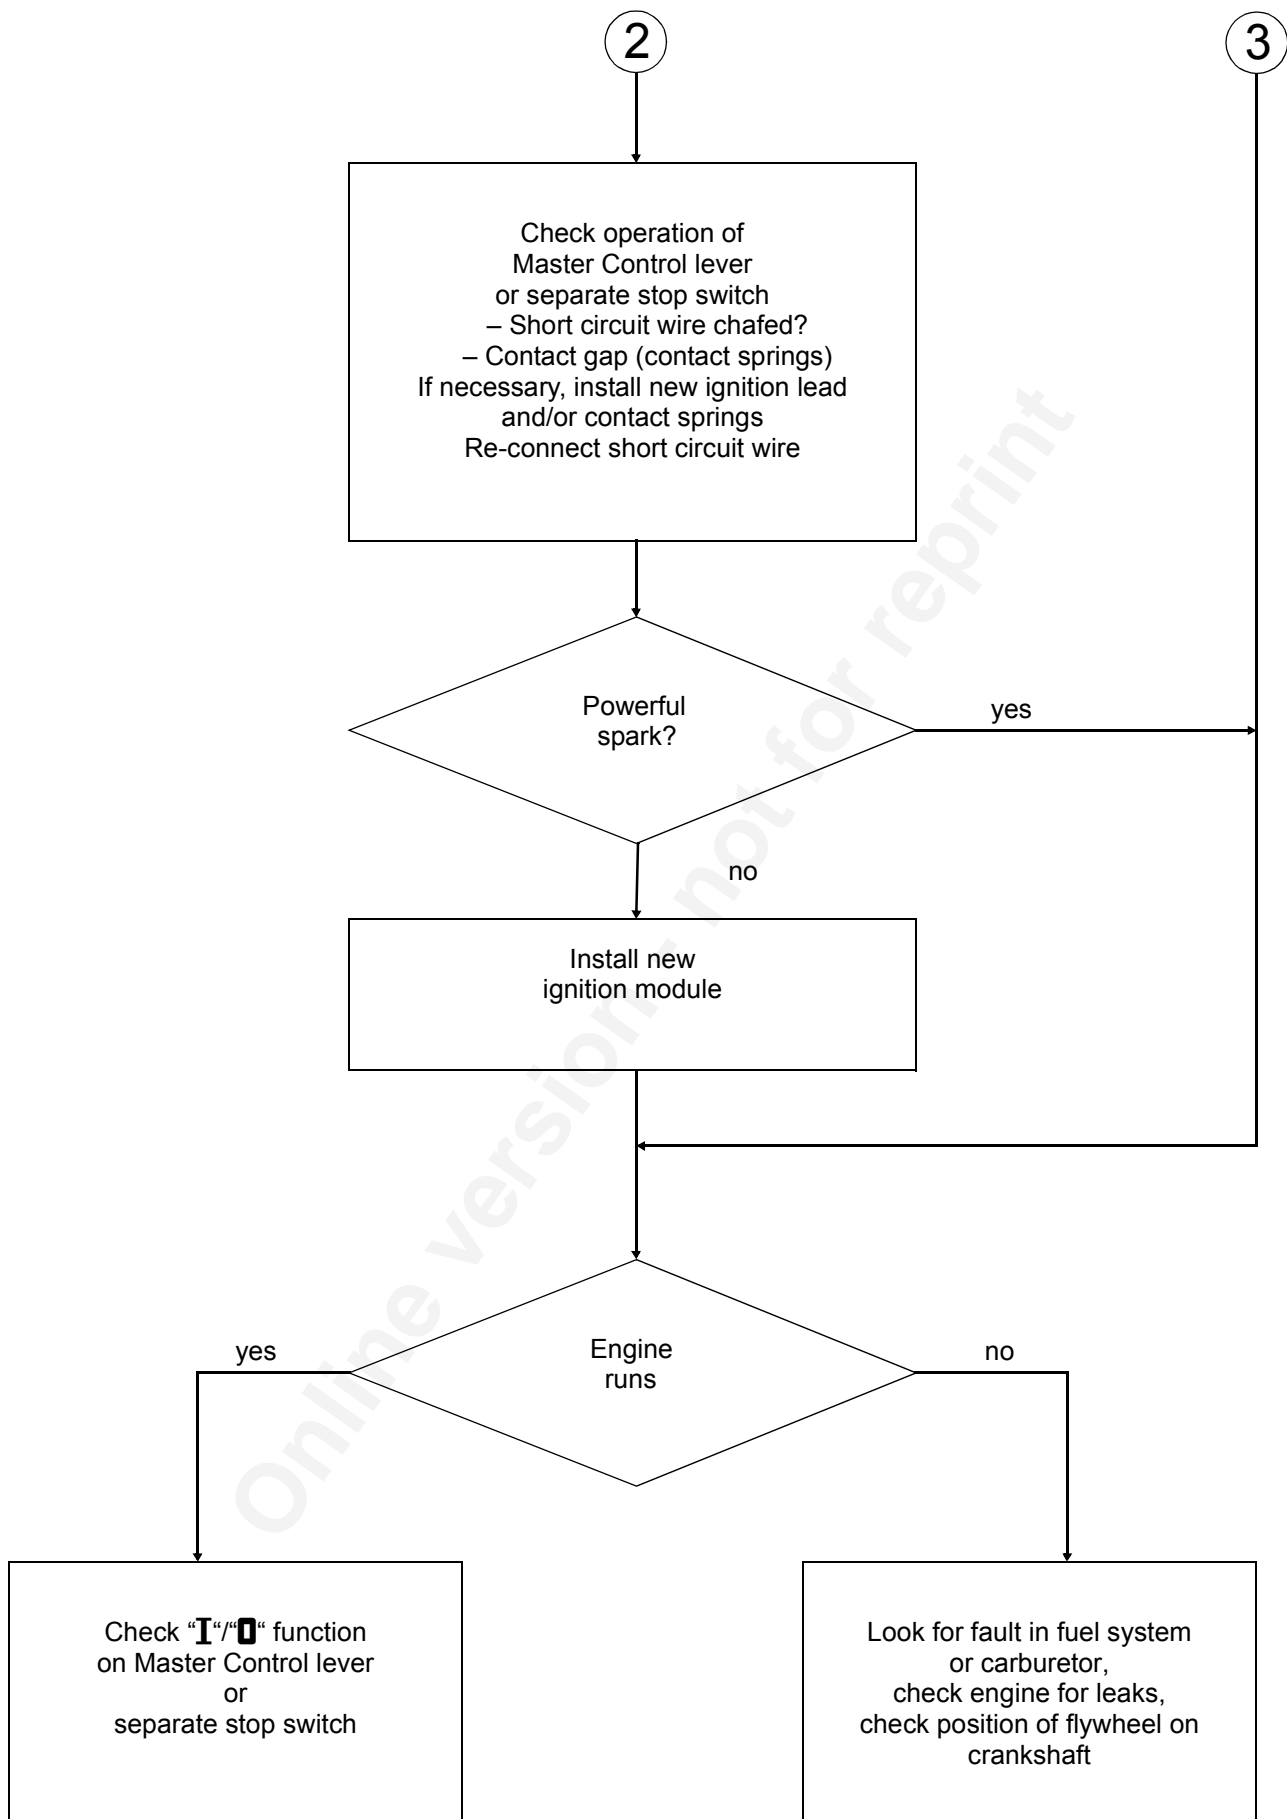 2
3
Check operation of
Master Control lever
or separate stop switch
– Short circuit wire chafed?
– Contact gap (contact springs)
If necessary, install new ignition lead
and/or contact springs
Re-connect short circuit wire
Powerful
spark?
yes
no
Install new
ignition module
Engine
runs
yes
no
Check “I“/“0“ function
on Master Control lever
or
separate stop switch
Look for fault in fuel system
or carburetor,
check engine for leaks,
check position of flywheel on
crankshaft
Online version - not for reprint